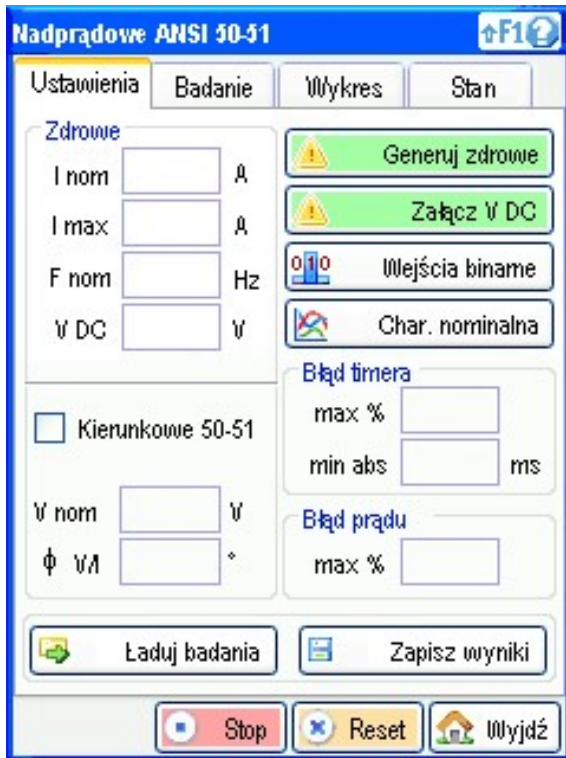 Nadprądowe ANSI 50-51
⇧F1?
Ustawienia Badanie Wykres Stan
Zdrowe
I nom A
I max A
F nom Hz
V DC V
Generuj zdrowe
Załącz V DC
010 Wejścia binarne
Char. nominalna
Błąd timera
max %
min abs ms
Kierunkowe 50-51
V nom V
ϕ V/I °
Błąd prądu
max %
Ładuj badania
Zapisz wyniki
Stop Reset Wyjdź